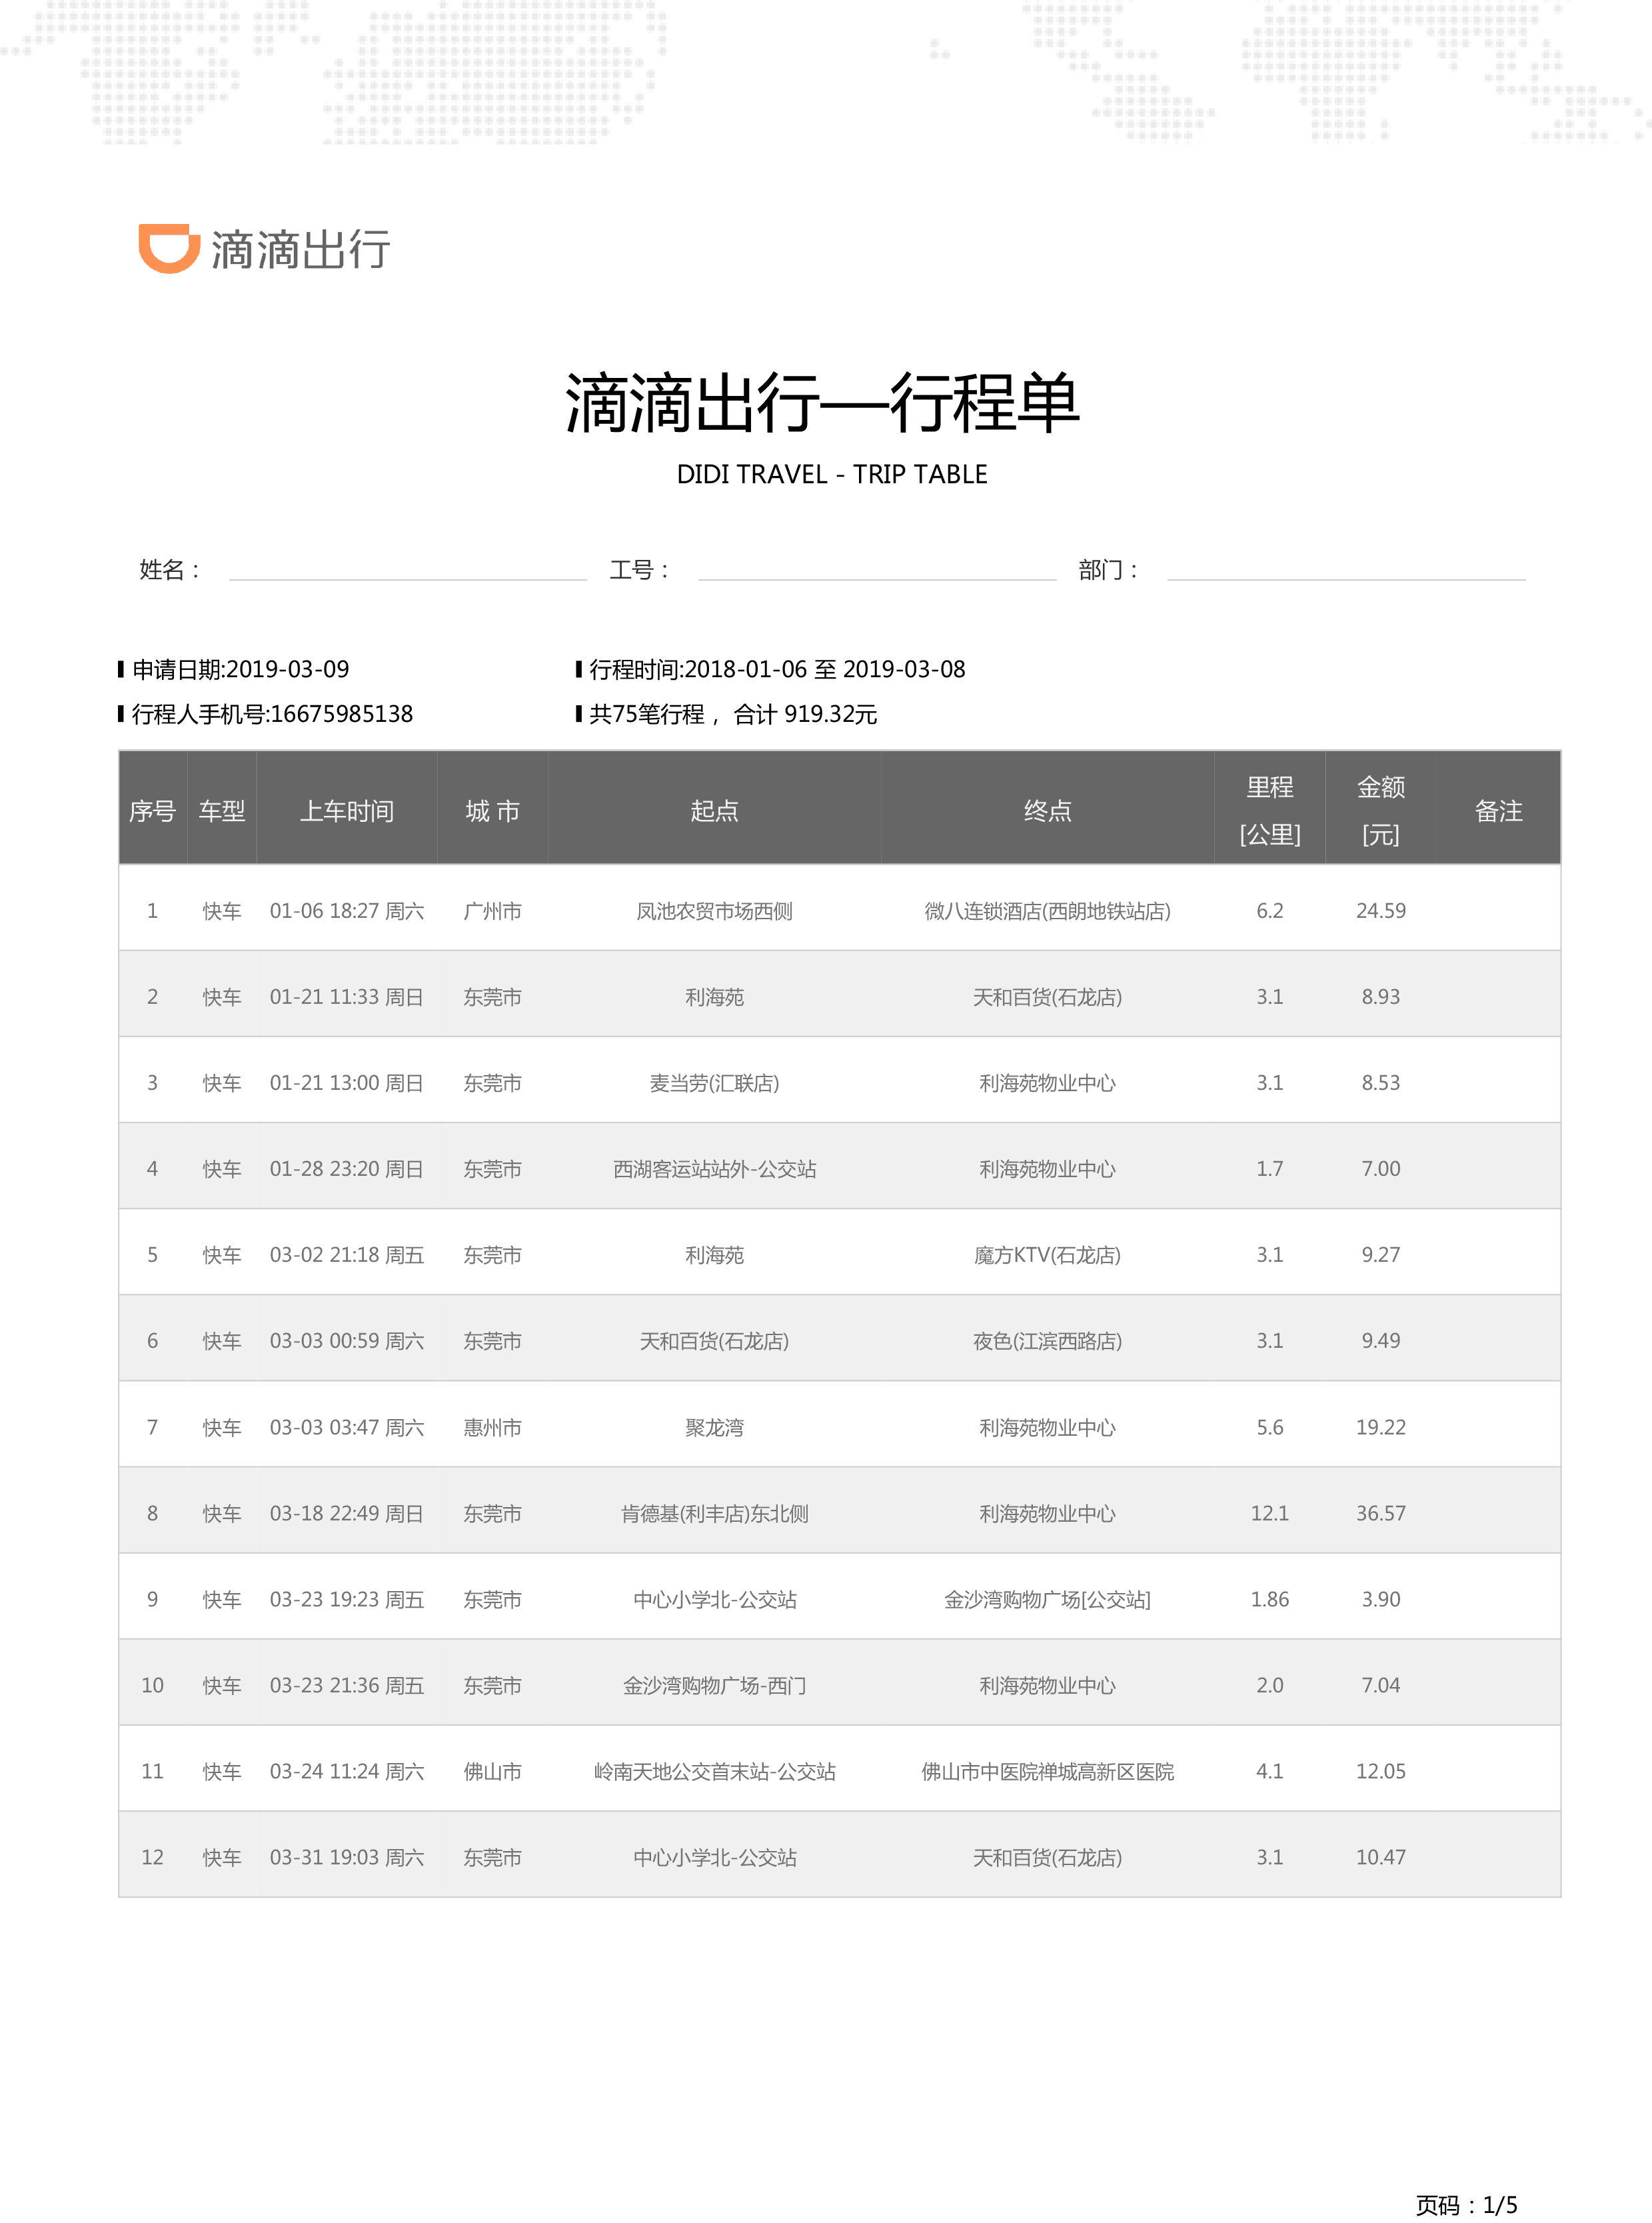 滴滴出行
滴滴出行—行程单
DIDI TRAVEL - TRIP TABLE
姓名： 工号： 部门：
申请日期:2019-03-09 行程时间:2018-01-06 至 2019-03-08
行程人手机号:16675985138 共75笔行程， 合计 919.32元
序号 车型 上车时间 城 市 起点 终点 里程[公里] 金额[元] 备注
1 快车 01-06 18:27 周六 广州市 凤池农贸市场西侧 微八连锁酒店(西朗地铁站店) 6.2 24.59
2 快车 01-21 11:33 周日 东莞市 利海苑 天和百货(石龙店) 3.1 8.93
3 快车 01-21 13:00 周日 东莞市 麦当劳(汇联店) 利海苑物业中心 3.1 8.53
4 快车 01-28 23:20 周日 东莞市 西湖客运站站外-公交站 利海苑物业中心 1.7 7.00
5 快车 03-02 21:18 周五 东莞市 利海苑 魔方KTV(石龙店) 3.1 9.27
6 快车 03-03 00:59 周六 东莞市 天和百货(石龙店) 夜色(江滨西路店) 3.1 9.49
7 快车 03-03 03:47 周六 惠州市 聚龙湾 利海苑物业中心 5.6 19.22
8 快车 03-18 22:49 周日 东莞市 肯德基(利丰店)东北侧 利海苑物业中心 12.1 36.57
9 快车 03-23 19:23 周五 东莞市 中心小学北-公交站 金沙湾购物广场[公交站] 1.86 3.90
10 快车 03-23 21:36 周五 东莞市 金沙湾购物广场-西门 利海苑物业中心 2.0 7.04
11 快车 03-24 11:24 周六 佛山市 岭南天地公交首末站-公交站 佛山市中医院禅城高新区医院 4.1 12.05
12 快车 03-31 19:03 周六 东莞市 中心小学北-公交站 天和百货(石龙店) 3.1 10.47
页码：1/5